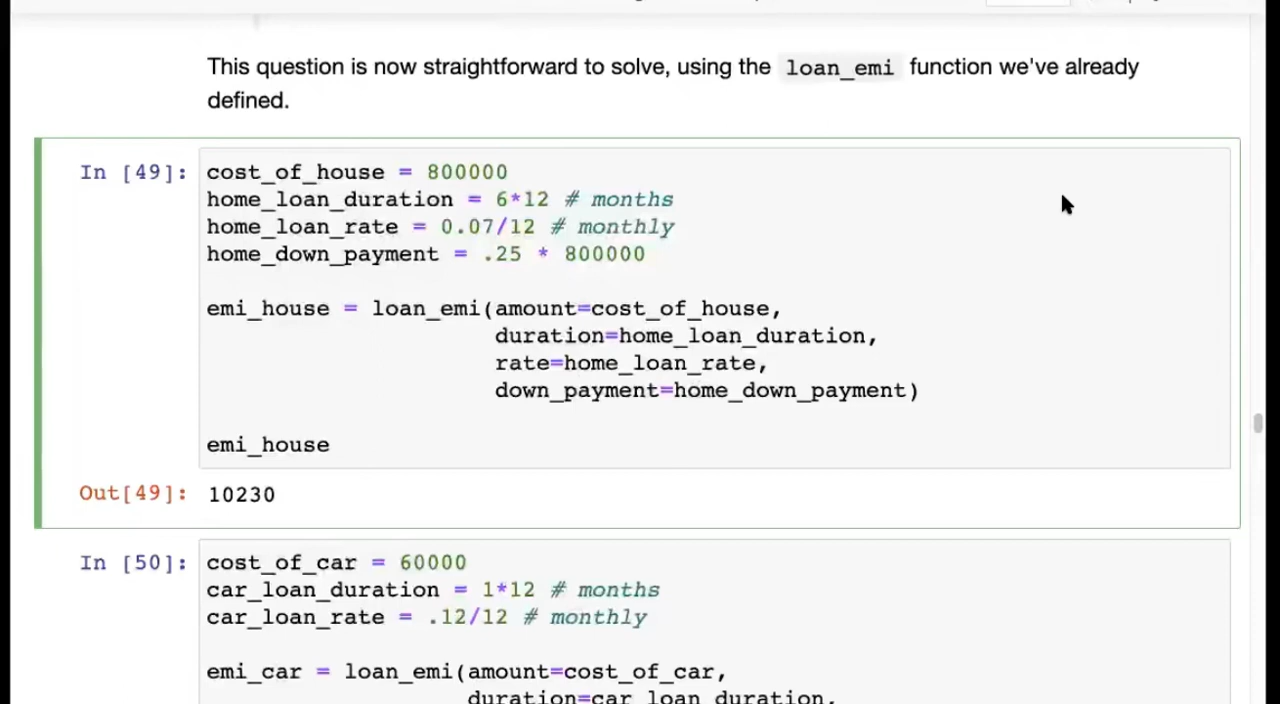 This question is now straightforward to solve, using the loan_emi function we've already
defined.
In [49]:
cost_of_house = 800000
home_loan_duration = 6*12 # months
home_loan_rate = 0.07/12 # monthly
home_down_payment = .25 * 800000
emi_house = loan_emi(amount=cost_of_house,
duration=home_loan_duration,
rate=home_loan_rate,
down_payment=home_down_payment)
emi_house
Out[49]: 10230
In [50]:
cost_of_car = 60000
car_loan_duration = 1*12 # months
car_loan_rate = .12/12 # monthly
emi_car = loan_emi(amount=cost_of_car,
duration=car_loan_duration,